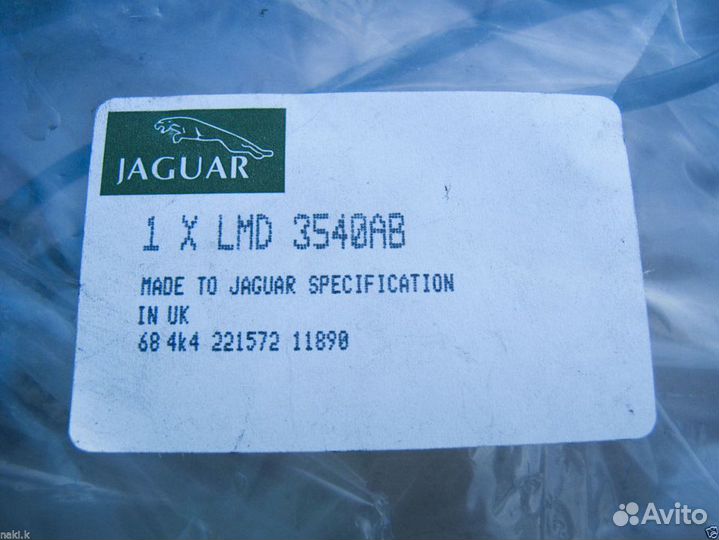 JAGUAR
1 X LMD 3540AB
MADE TO JAGUAR SPECIFICATION
IN UK
68 4k4 221572 11890
naki.k
Avito